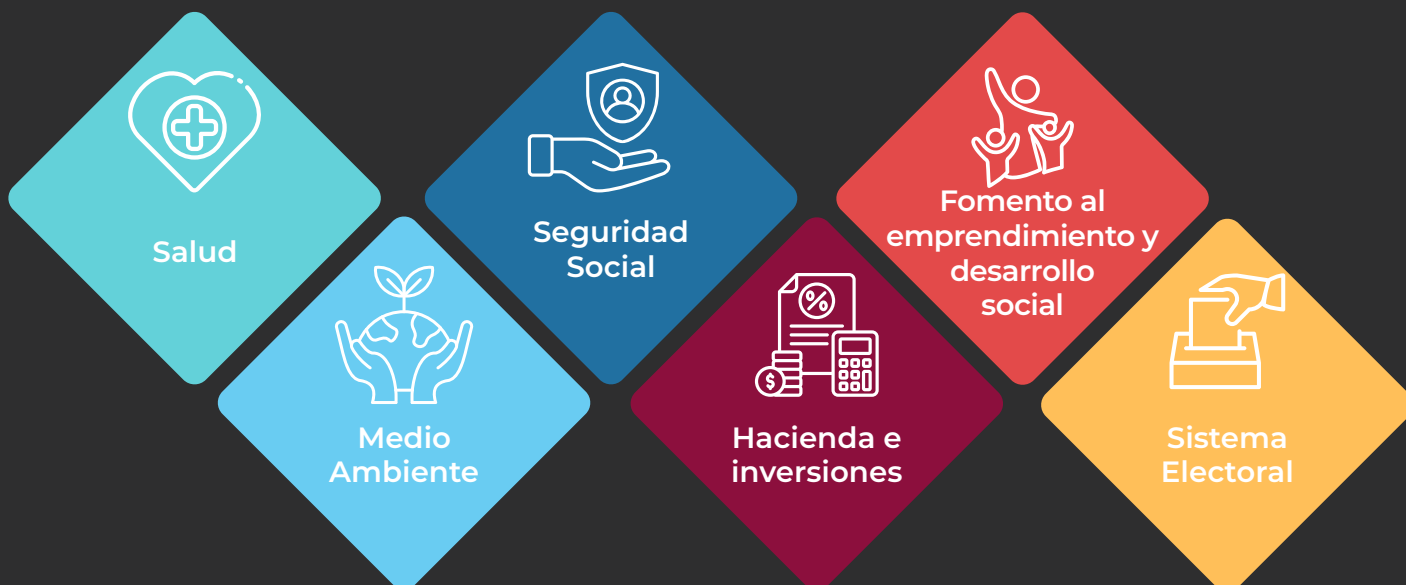 Salud
Medio
Ambiente
Seguridad
Social
%
$
Hacienda e
inversiones
Fomento al
emprendimiento y
desarrollo
social
Sistema
Electoral